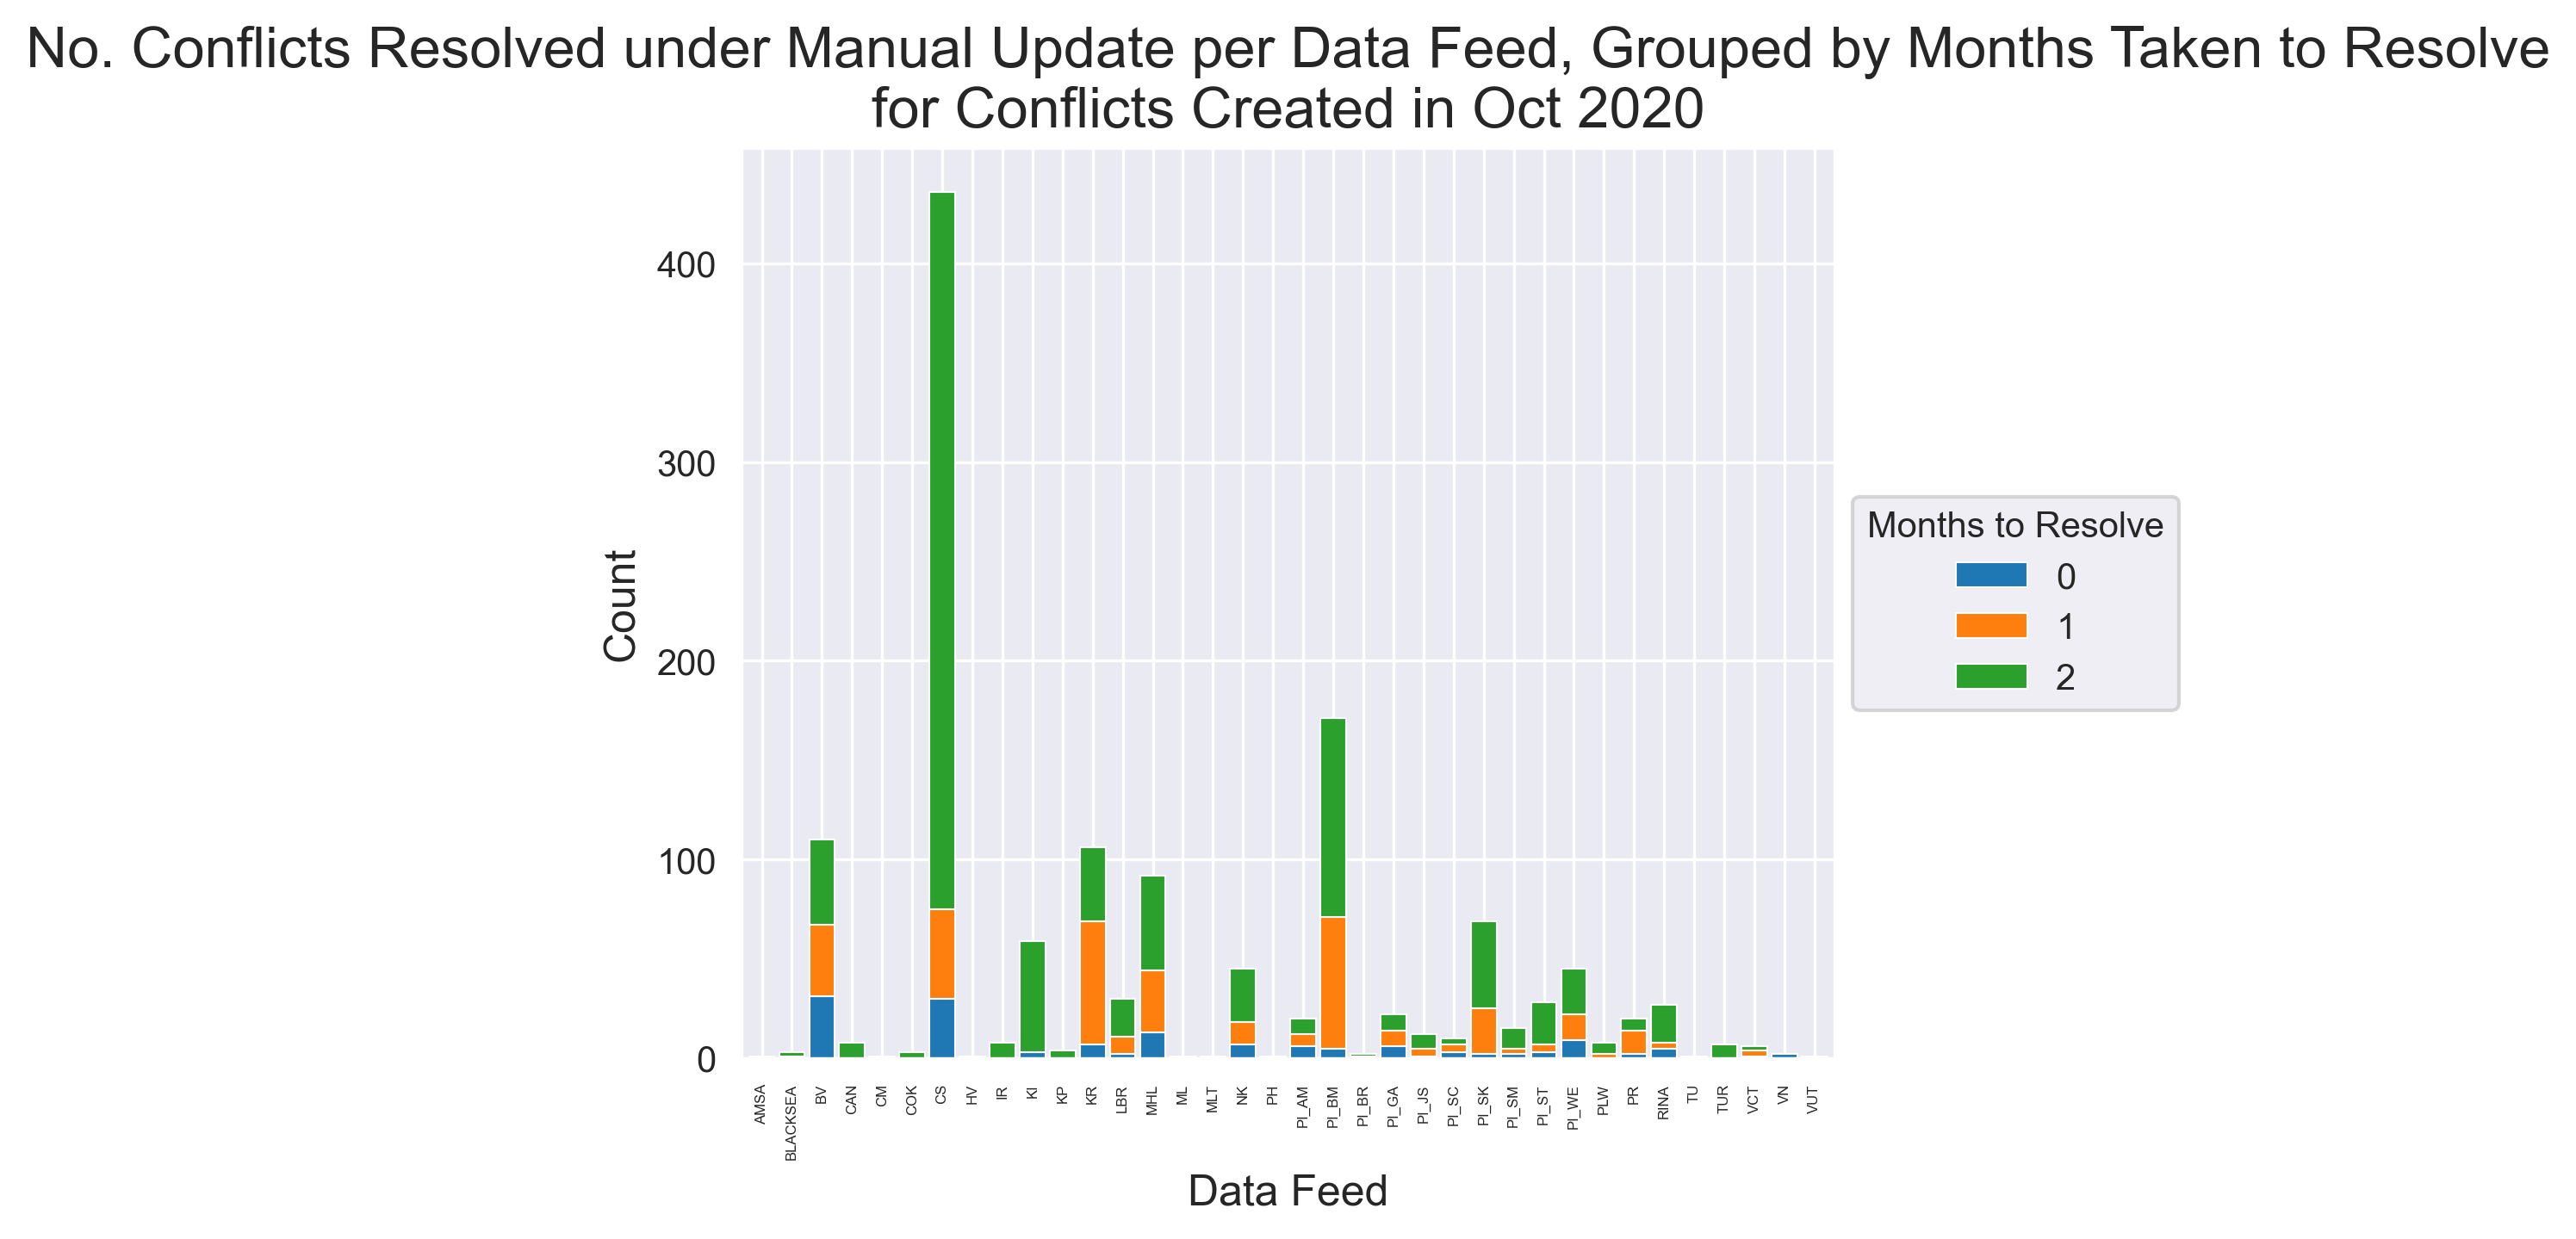 No. Conflicts Resolved under Manual Update per Data Feed, Grouped by Months Taken to Resolve
for Conflicts Created in Oct 2020
400
300
200
100
0
Count
Months to Resolve
0
1
2
AMSA
BLACKSEA
BV
CAN
CM
COK
CS
HV
IR
KI
KP
KR
LBR
MHL
ML
MLT
NK
PH
PI_AM
PI_BM
PI_BR
PI_GA
PI_JS
PI_SC
PI_SK
PI_SM
PI_ST
PI_WE
PLW
PR
RINA
TU
TUR
VCT
VN
VUT
Data Feed